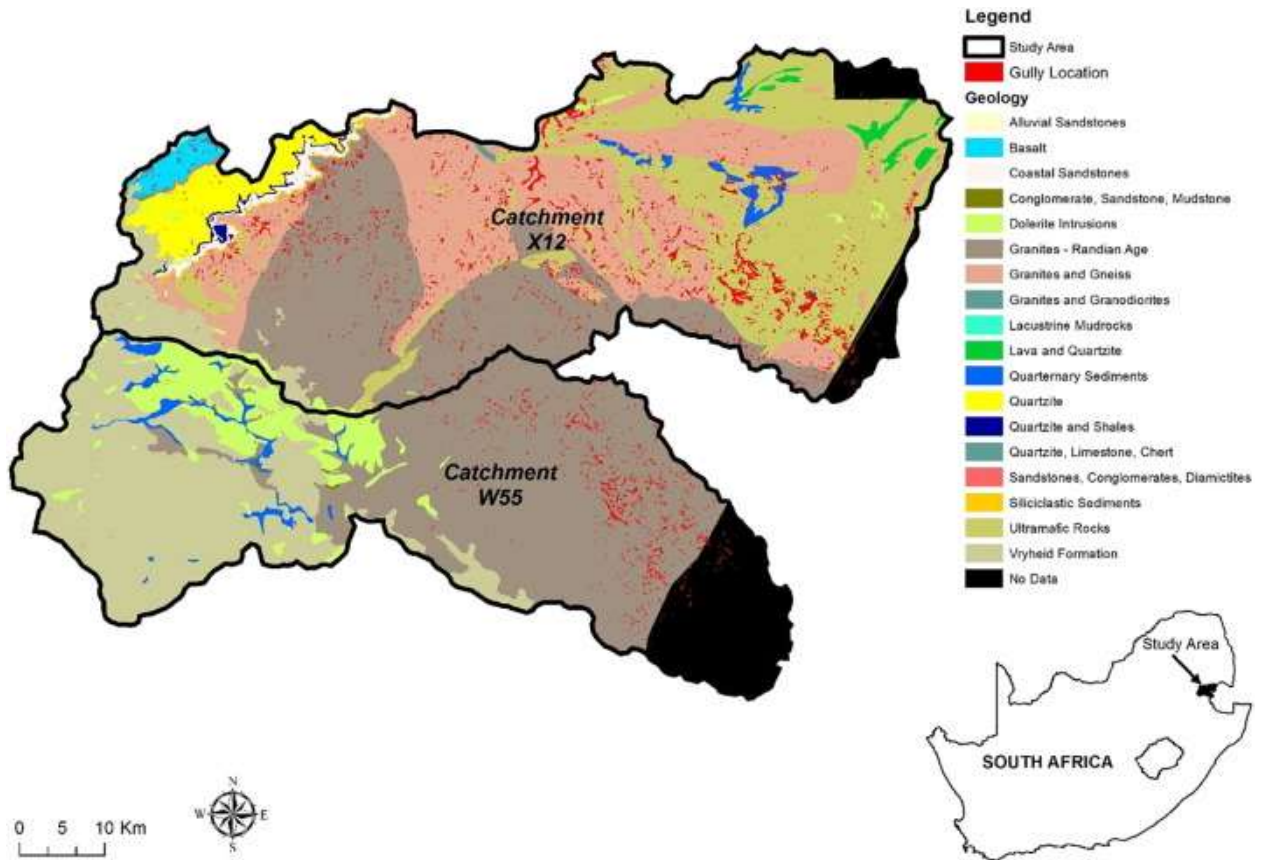 Legend
Study Area
Gully Location
Geology
Alluvial Sandstones
Basalt
Coastal Sandstones
Conglomerate, Sandstone, Mudstone
Dolerite Intrusions
Granites - Randian Age
Granites and Gneiss
Granites and Granodiorites
Lacustrine Mudrocks
Lava and Quartzite
Quarternary Sediments
Quartzite
Quartzite and Shales
Quartzite, Limestone, Chert
Sandstones, Conglomerates, Diamictites
Siliciclastic Sediments
Ultramafic Rocks
Vryheid Formation
No Data
Catchment
X12
Catchment
W55
Study Area
SOUTH AFRICA
N
W E
S
0 5 10 Km